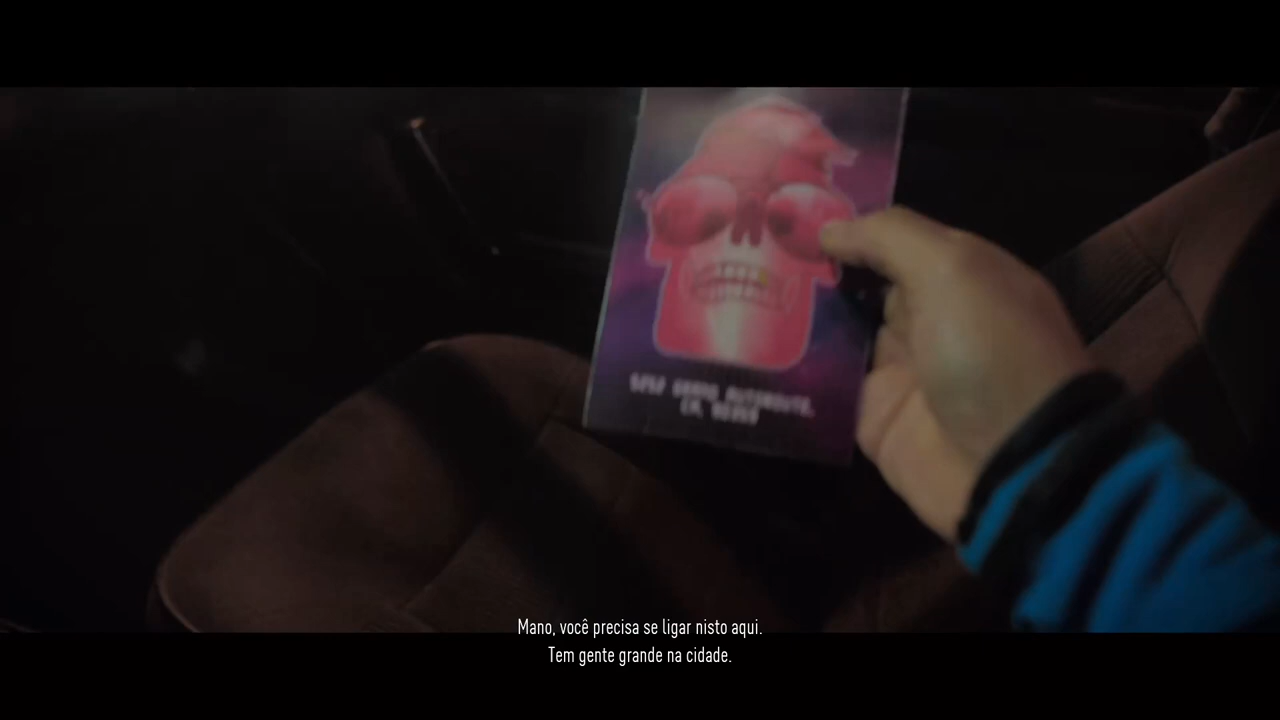 Mano, você precisa se ligar nisto aqui.
Tem gente grande na cidade.